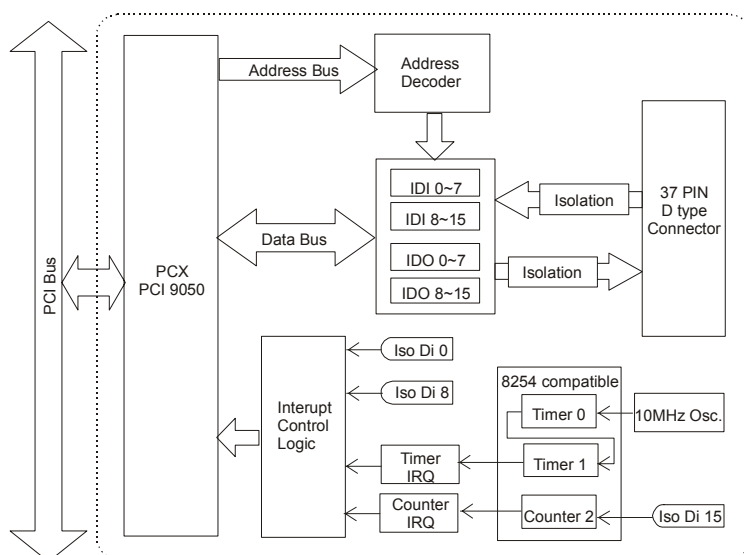 Address Bus
Address
Decoder
IDI 0~7
IDI 8~15
IDO 0~7
IDO 8~15
Isolation
Isolation
37 PIN
D type
Connector
Data Bus
PCI Bus
PCX
PCI 9050
Interupt
Control
Logic
Iso Di 0
Iso Di 8
8254 compatible
Timer 0
10MHz Osc.
Timer
IRQ
Timer 1
Counter
IRQ
Counter 2
Iso Di 15